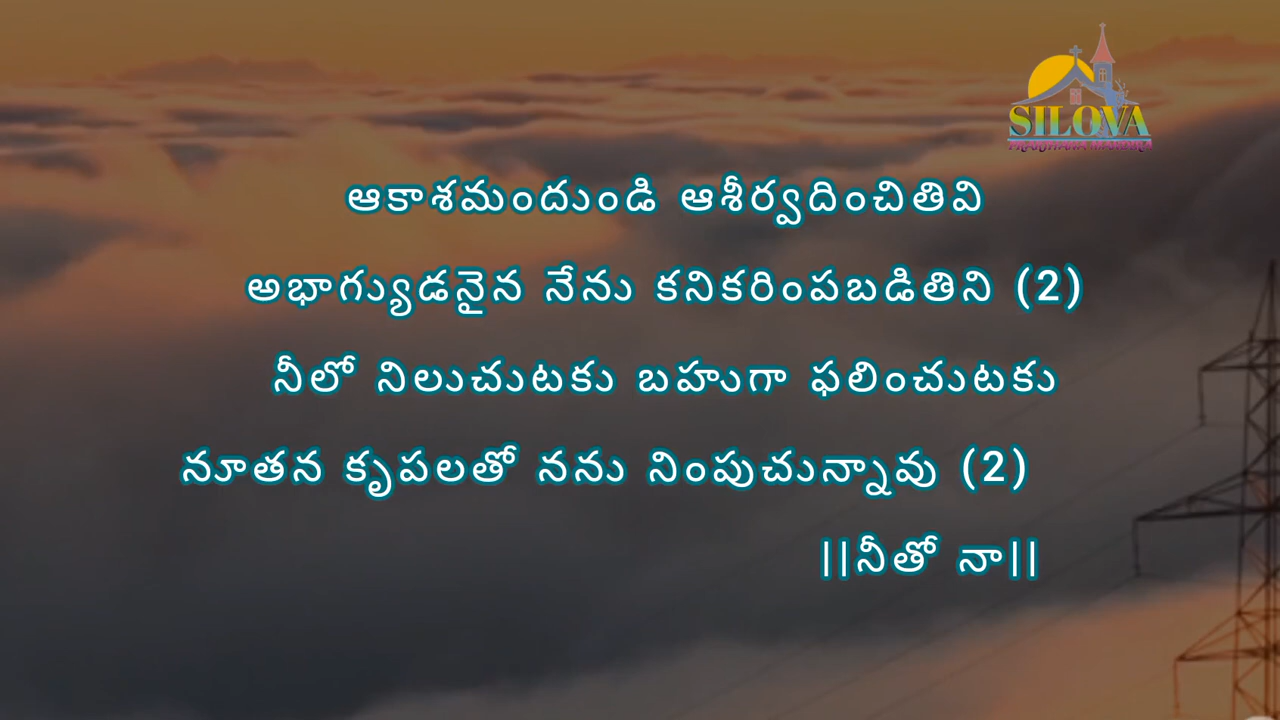 SILOVA
ఆకాశమందుండి ఆశీర్వదించితివి
అభాగ్యుడనైన నేను కనికరింపబడితిని (2)
నీలో నిలుచుటకు బహుగా ఫలించుటకు
నూతన కృపలతో నను నింపుచున్నావు (2)
||నీతో నా||